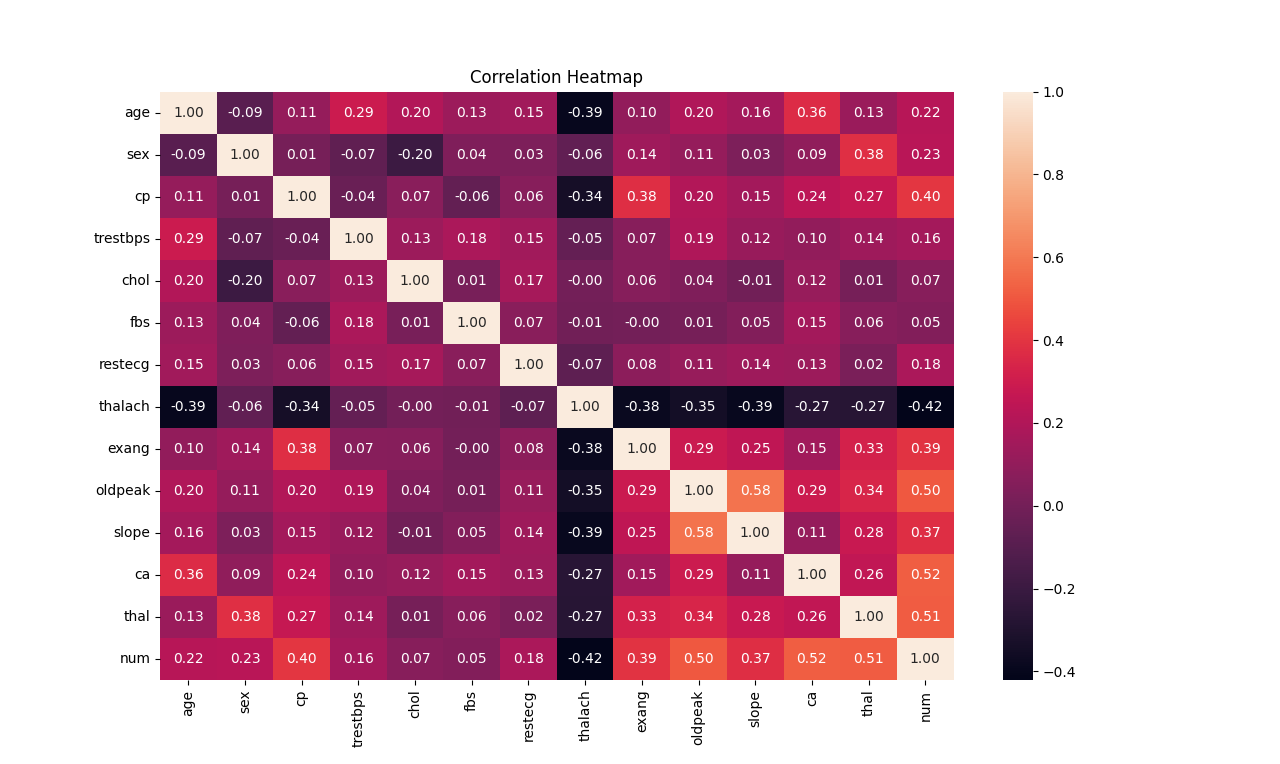 Correlation Heatmap
age 1.00 -0.09 0.11 0.29 0.20 0.13 0.15 -0.39 0.10 0.20 0.16 0.36 0.13 0.22
sex -0.09 1.00 0.01 -0.07 -0.20 0.04 0.03 -0.06 0.14 0.11 0.03 0.09 0.38 0.23
cp 0.11 0.01 1.00 -0.04 0.07 -0.06 0.06 -0.34 0.38 0.20 0.15 0.24 0.27 0.40
trestbps 0.29 -0.07 -0.04 1.00 0.13 0.18 0.15 -0.05 0.07 0.19 0.12 0.10 0.14 0.16
chol 0.20 -0.20 0.07 0.13 1.00 0.01 0.17 -0.00 0.06 0.04 -0.01 0.12 0.01 0.07
fbs 0.13 0.04 -0.06 0.18 0.01 1.00 0.07 -0.01 -0.00 0.01 0.05 0.15 0.06 0.05
restecg 0.15 0.03 0.06 0.15 0.17 0.07 1.00 -0.07 0.08 0.11 0.14 0.13 0.02 0.18
thalach -0.39 -0.06 -0.34 -0.05 -0.00 -0.01 -0.07 1.00 -0.38 -0.35 -0.39 -0.27 -0.27 -0.42
exang 0.10 0.14 0.38 0.07 0.06 -0.00 0.08 -0.38 1.00 0.29 0.25 0.15 0.33 0.39
oldpeak 0.20 0.11 0.20 0.19 0.04 0.01 0.11 -0.35 0.29 1.00 0.58 0.29 0.34 0.50
slope 0.16 0.03 0.15 0.12 -0.01 0.05 0.14 -0.39 0.25 0.58 1.00 0.11 0.28 0.37
ca 0.36 0.09 0.24 0.10 0.12 0.15 0.13 -0.27 0.15 0.29 0.11 1.00 0.26 0.52
thal 0.13 0.38 0.27 0.14 0.01 0.06 0.02 -0.27 0.33 0.34 0.28 0.26 1.00 0.51
num 0.22 0.23 0.40 0.16 0.07 0.05 0.18 -0.42 0.39 0.50 0.37 0.52 0.51 1.00
age sex cp trestbps chol fbs restecg thalach exang oldpeak slope ca thal num
1.0
0.8
0.6
0.4
0.2
0.0
−0.2
−0.4